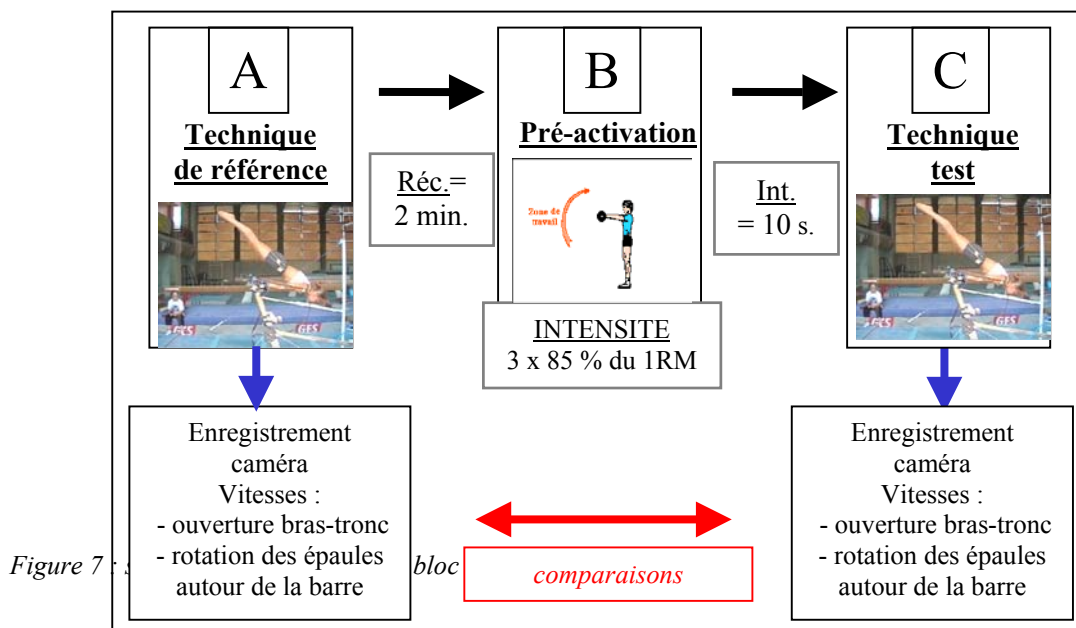 A
Technique
de référence
GES
Réc.=
2 min.
B
Pré-activation
Zone de
travail
INTENSITE
3 x 85 % du 1RM
Int.
= 10 s.
C
Technique
test
GES
Enregistrement
caméra
Vitesses :
- ouverture bras-tronc
- rotation des épaules
autour de la barre
comparaisons
Enregistrement
caméra
Vitesses :
- ouverture bras-tronc
- rotation des épaules
autour de la barre
Figure 7 : bloc